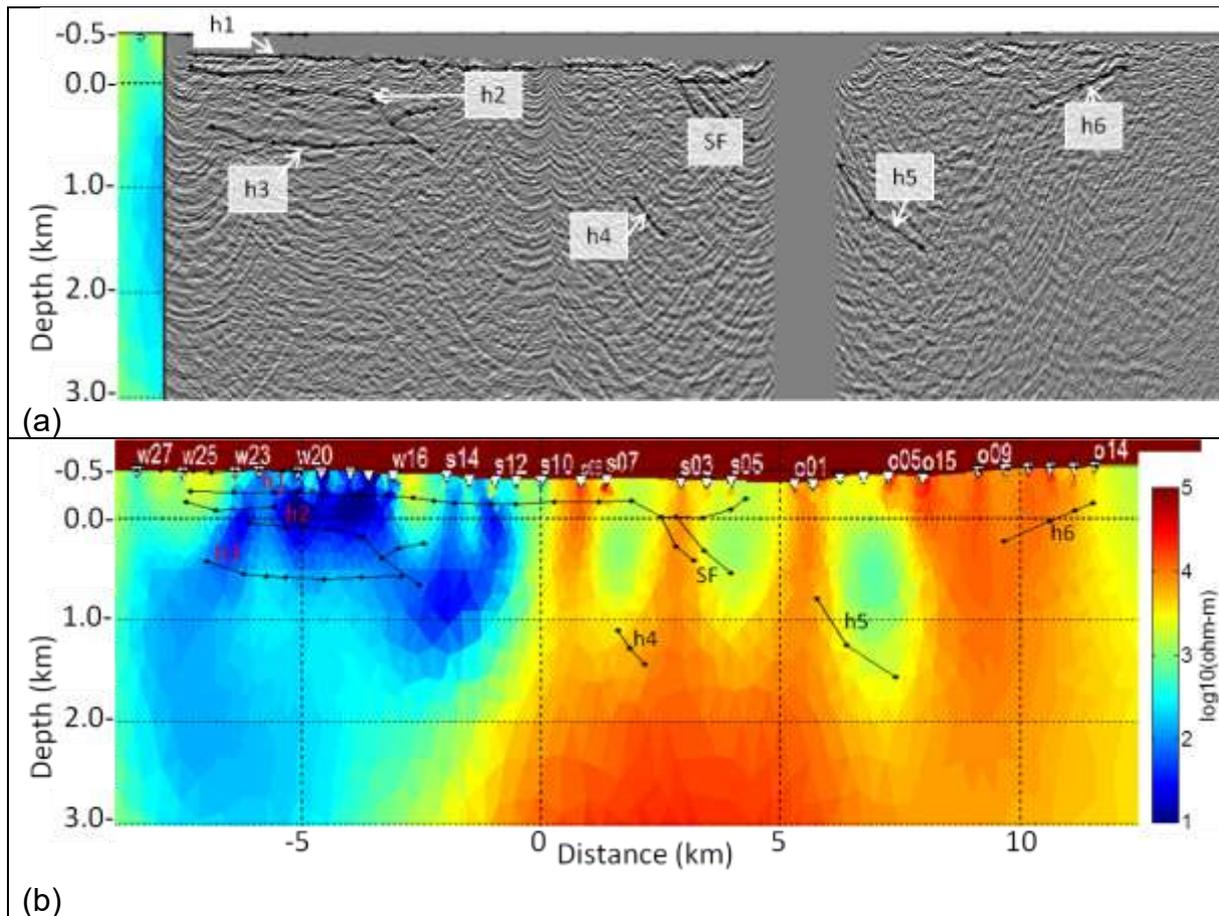 h1
-0.5-
0.0-
h2
SF
h6
h3
h5
1.0-
h4
Depth (km)
2.0-
3.0-
(a)
w27 w25 w23 w20 w16 s14 s12 s10 s07 s03 s05 o01 o05 o15 o09 o14
-0.5-
h2
0.0-
h3
h6
SF
1.0-
h4
h5
Depth (km)
2.0-
3.0-
-5 0 5 10
Distance (km)
5
4
3
2
1
log10(ohm-m)
(b)